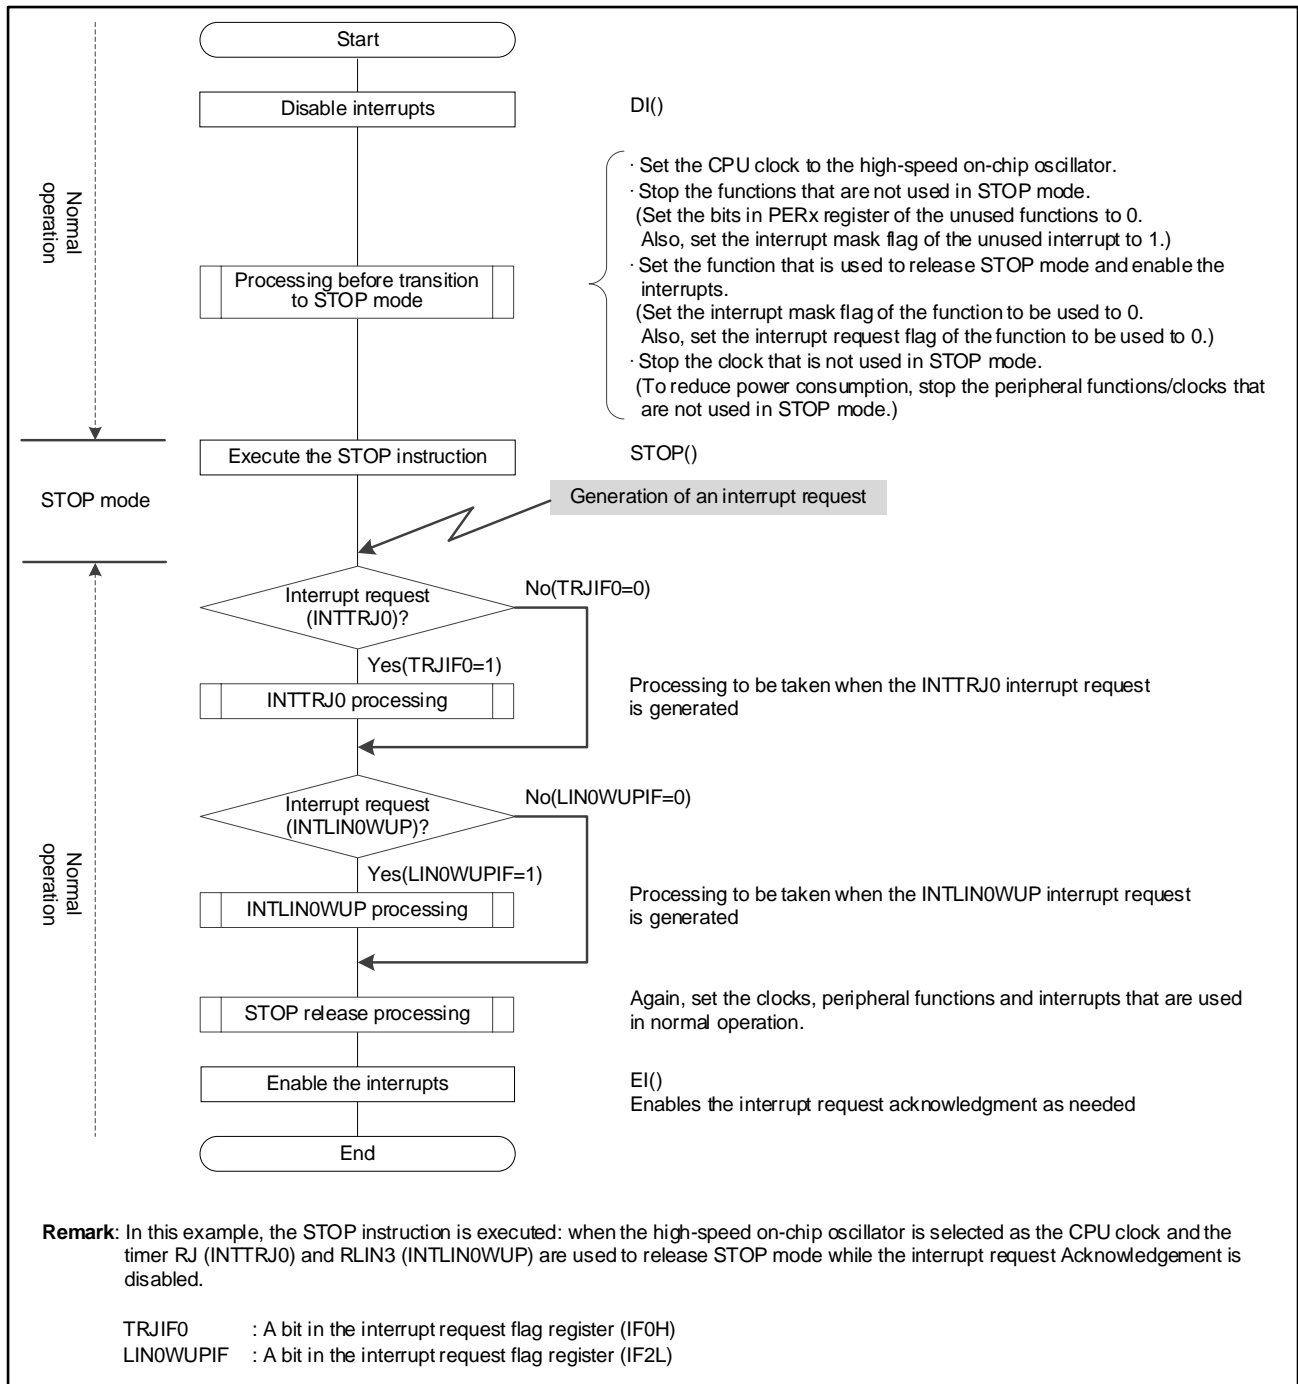 Start
Disable interrupts
DI()
Normal
operation
· Set the CPU clock to the high-speed on-chip oscillator.
· Stop the functions that are not used in STOP mode.
(Set the bits in PERx register of the unused functions to 0.
Also, set the interrupt mask flag of the unused interrupt to 1.)
· Set the function that is used to release STOP mode and enable the
interrupts.
(Set the interrupt mask flag of the function to be used to 0.
Also, set the interrupt request flag of the function to be used to 0.)
· Stop the clock that is not used in STOP mode.
(To reduce power consumption, stop the peripheral functions/clocks that
are not used in STOP mode.)
Processing before transition
to STOP mode
Execute the STOP instruction
STOP()
STOP mode
Generation of an interrupt request
Interrupt request
(INTTRJ0)?
No(TRJIF0=0)
Yes(TRJIF0=1)
INTTRJ0 processing
Processing to be taken when the INTTRJ0 interrupt request
is generated
Interrupt request
(INTLIN0WUP)?
No(LIN0WUPIF=0)
Yes(LIN0WUPIF=1)
Normal
operation
INTLIN0WUP processing
Processing to be taken when the INTLIN0WUP interrupt request
is generated
STOP release processing
Again, set the clocks, peripheral functions and interrupts that are used
in normal operation.
Enable the interrupts
EI()
Enables the interrupt request acknowledgment as needed
End
Remark: In this example, the STOP instruction is executed: when the high-speed on-chip oscillator is selected as the CPU clock and the
timer RJ (INTTRJ0) and RLIN3 (INTLIN0WUP) are used to release STOP mode while the interrupt request Acknowledgement is
disabled.
TRJIF0 : A bit in the interrupt request flag register (IF0H)
LIN0WUPIF : A bit in the interrupt request flag register (IF2L)